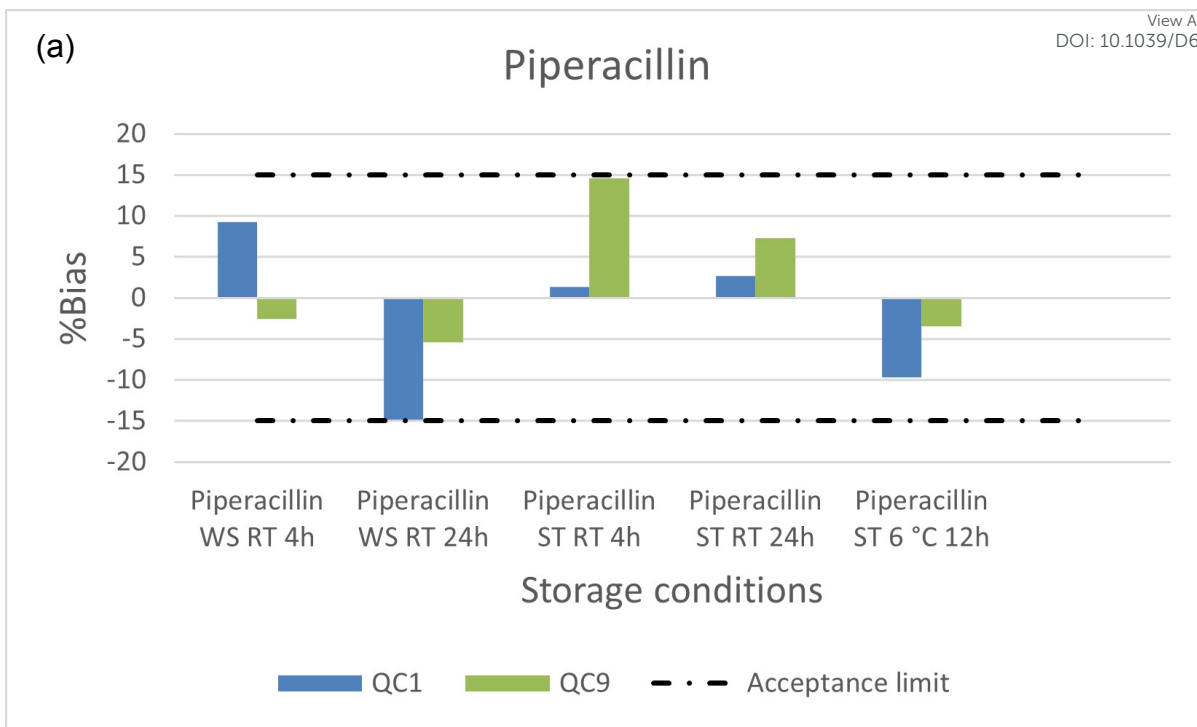 View A
DOI: 10.1039/D6
(a)
Piperacillin
20
15
10
5
0
-5
-10
-15
-20
%Bias
Piperacillin Piperacillin Piperacillin Piperacillin Piperacillin
WS RT 4h WS RT 24h ST RT 4h ST RT 24h ST 6 °C 12h
Storage conditions
QC1 QC9 Acceptance limit